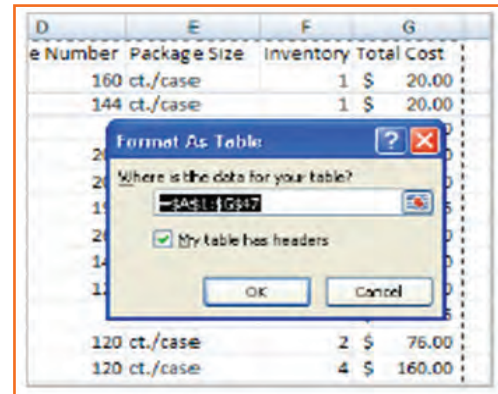 D E F G
e Number Package Size Inventory Total Cost
160 ct./case 1 $ 20.00
144 ct./case 1 $ 20.00
Format As Table
Where is the data for your table?
=$A$1:$G$47
My table has headers
OK Cancel
120 ct./case 2 $ 76.00
120 ct./case 4 $ 160.00